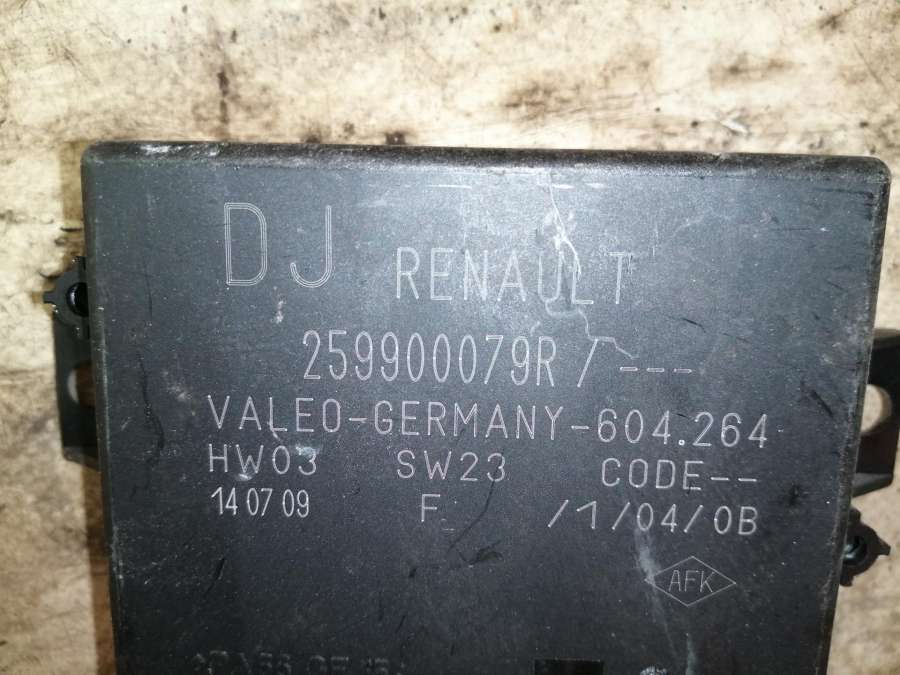 DJ RENAULT
259900079R / ---
VALEO-GERMANY-604.264
HW03 SW23 CODE--
14 07 09 F /1/04/0B
AFK